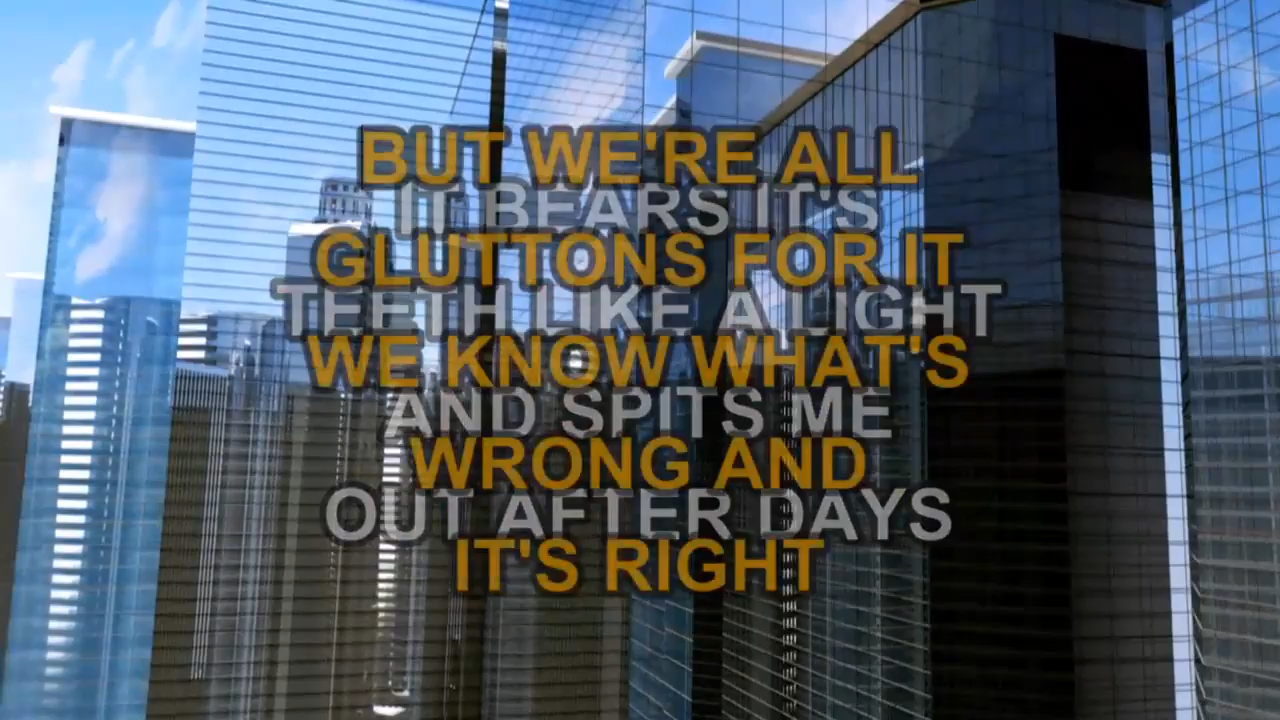 BUT WE'RE ALL
IT BEARS IT'S
GLUTTONS FOR IT
TEETH LIKE A LIGHT
WE KNOW WHAT'S
AND SPITS ME
WRONG AND
OUT AFTER DAYS
IT'S RIGHT